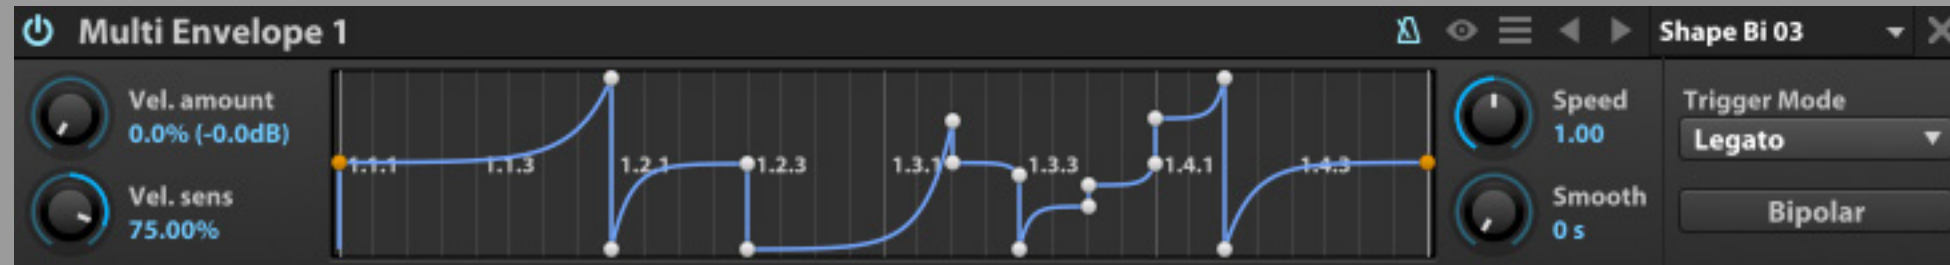 Multi Envelope 1
Shape Bi 03
Vel. amount
0.0% (-0.0dB)
Vel. sens
75.00%
1.1.1
1.1.3
1.2.1
1.2.3
1.3.1
1.3.3
1.4.1
1.4.3
Speed
1.00
Smooth
0 s
Trigger Mode
Legato
Bipolar